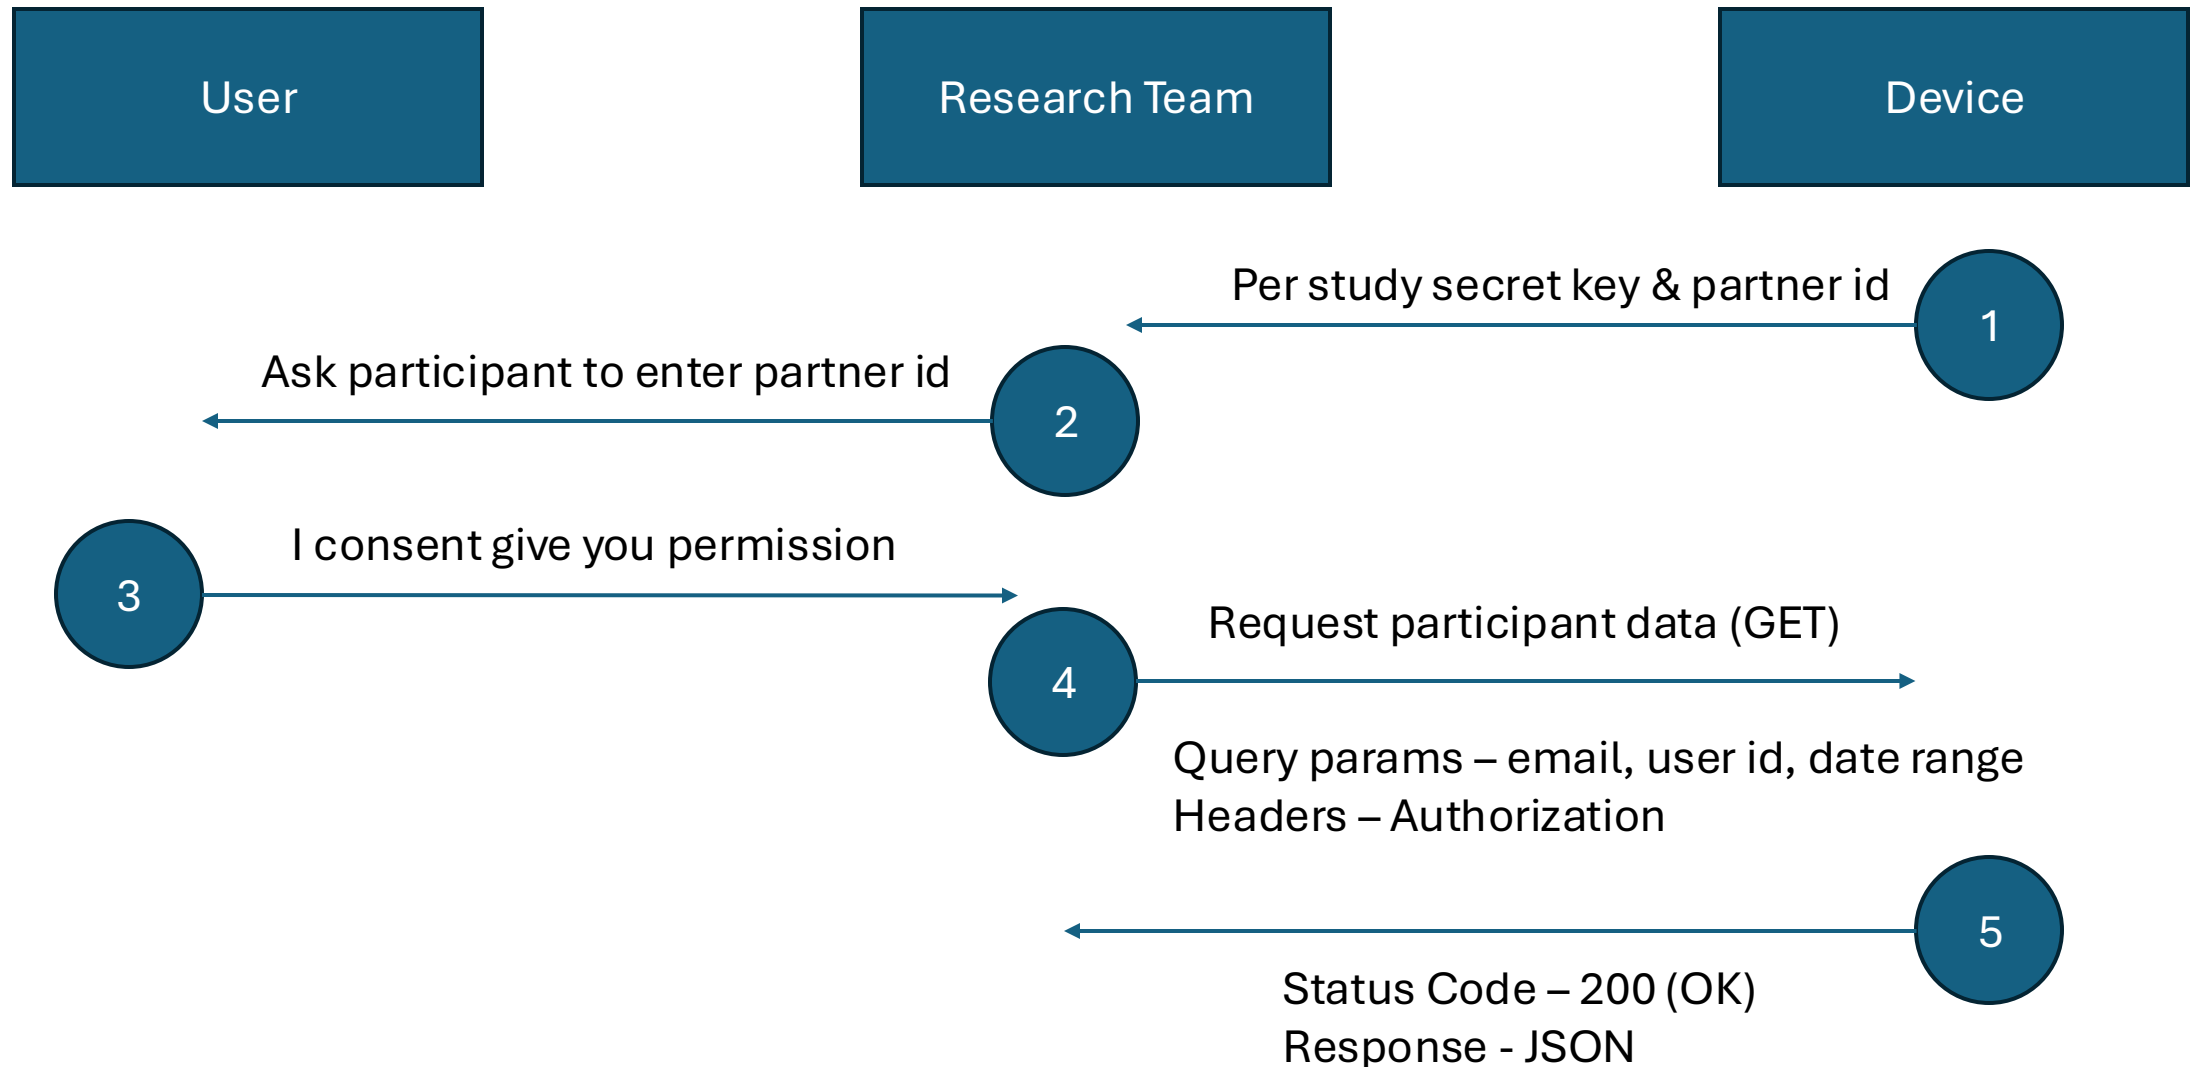 User
Research Team
Device
Per study secret key & partner id
1
Ask participant to enter partner id
2
I consent give you permission
3
Request participant data (GET)
4
Query params – email, user id, date range
Headers – Authorization
5
Status Code – 200 (OK)
Response - JSON